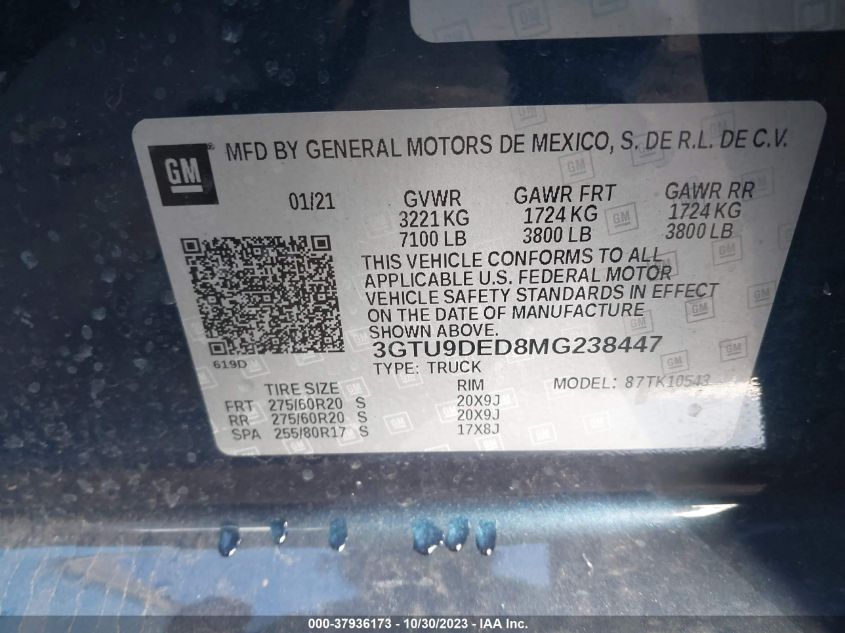 GM
MFD BY GENERAL MOTORS DE MEXICO, S. DE R.L. DE C.V.
01/21 GVWR GAWR FRT GAWR RR
3221 KG 1724 KG 1724 KG
7100 LB 3800 LB 3800 LB
THIS VEHICLE CONFORMS TO ALL
APPLICABLE U.S. FEDERAL MOTOR
VEHICLE SAFETY STANDARDS IN EFFECT
ON THE DATE OF MANUFACTURE
SHOWN ABOVE.
619D
3GTU9DED8MG238447
TYPE: TRUCK MODEL: 87TK10543
TIRE SIZE RIM
FRT 275/60R20 S 20X9J
RR 275/60R20 S 20X9J
SPA 255/80R17 S 17X8J
000-37936173 - 10/30/2023 - IAA Inc.